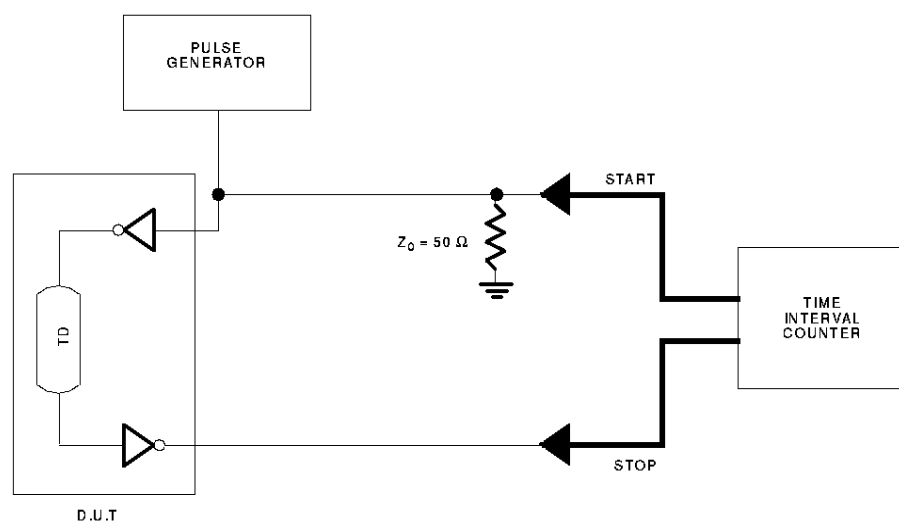 PULSE
GENERATOR
START
Z₀ = 50 Ω
TIME
INTERVAL
COUNTER
TD
STOP
D.U.T